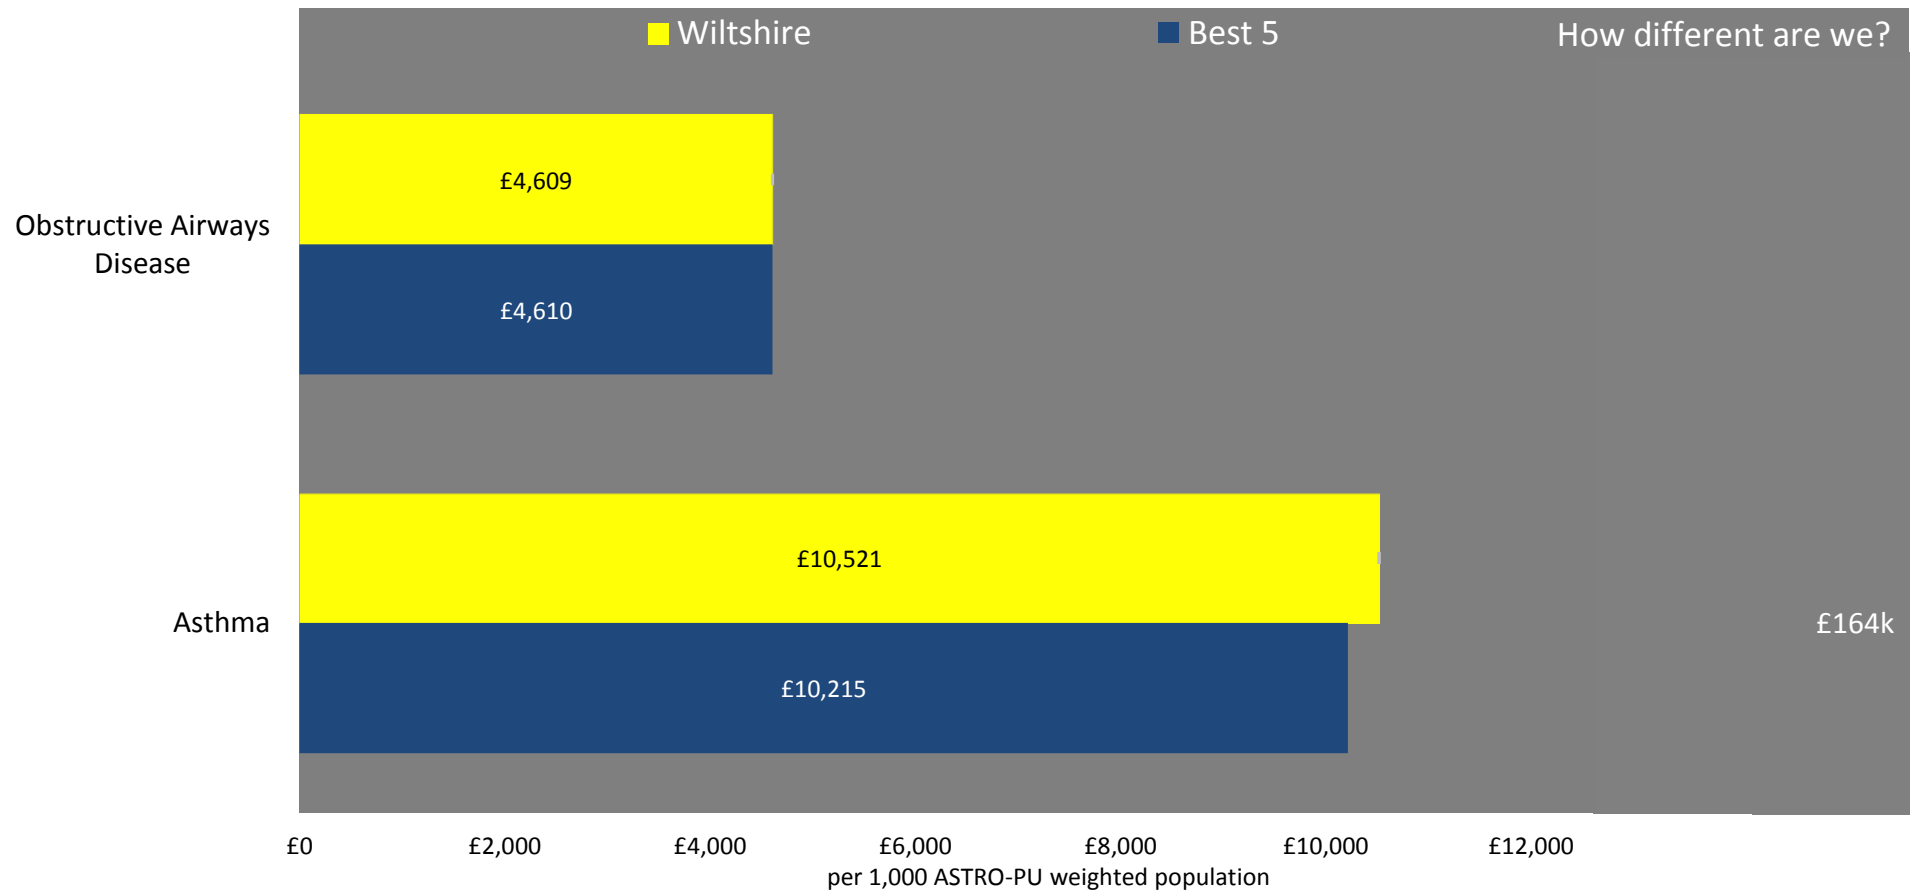 Wiltshire
Best 5
How different are we?
Obstructive Airways
Disease
£4,609
£4,610
Asthma
£10,521
£10,215
£164k
£0
£2,000
£4,000
£6,000
£8,000
£10,000
£12,000
per 1,000 ASTRO-PU weighted population